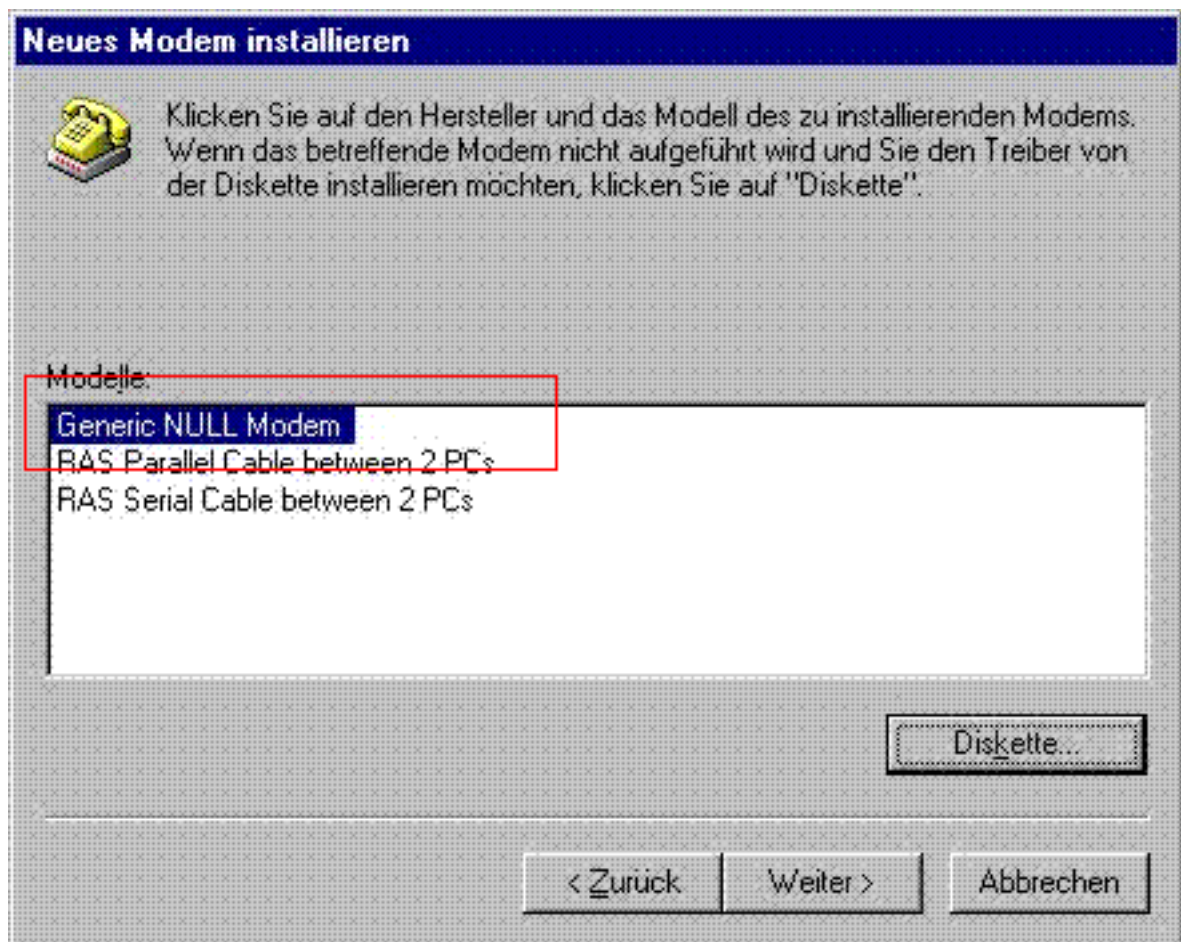 Neues Modem installieren
Klicken Sie auf den Hersteller und das Modell des zu installierenden Modems.
Wenn das betreffende Modem nicht aufgeführt wird und Sie den Treiber von
der Diskette installieren möchten, klicken Sie auf "Diskette".
Modelle:
Generic NULL Modem
RAS Parallel Cable between 2 PCs
RAS Serial Cable between 2 PCs
Diskette...
< Zurück
Weiter >
Abbrechen